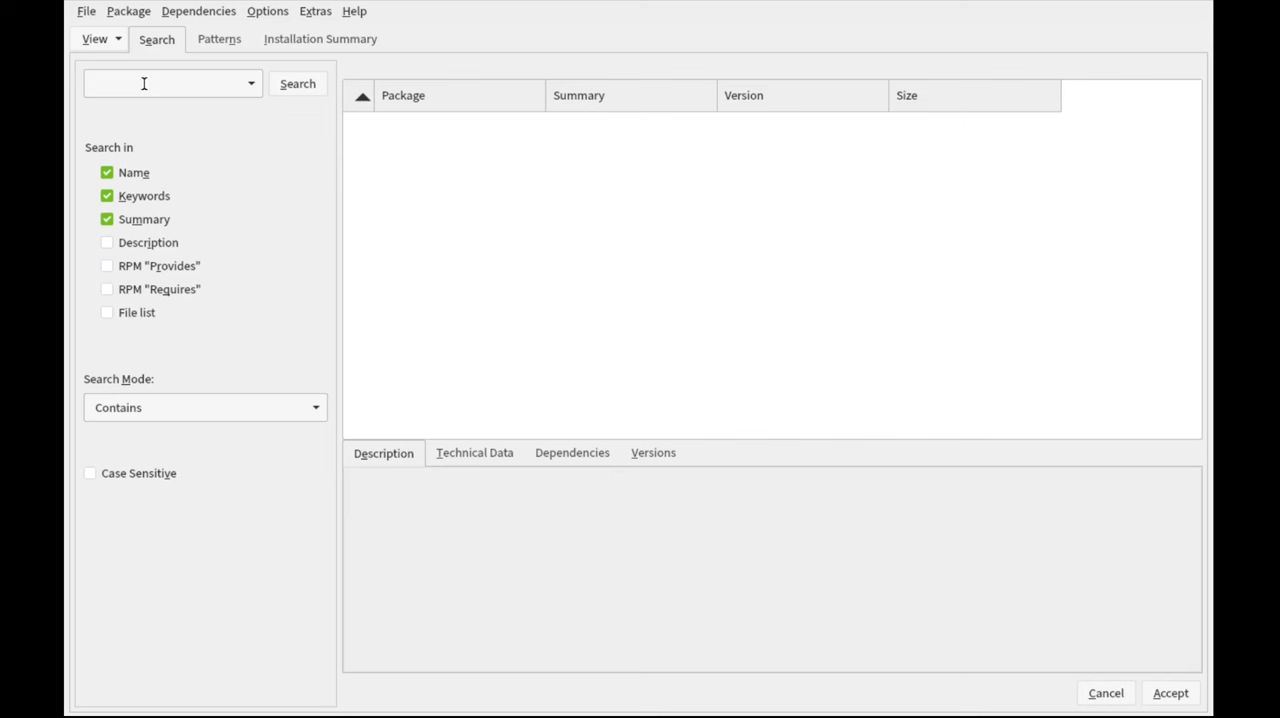 File Package Dependencies Options Extras Help
View Search Patterns Installation Summary
Search
Package Summary Version Size
Search in
Name
Keywords
Summary
Description
RPM "Provides"
RPM "Requires"
File list
Search Mode:
Contains
Description Technical Data Dependencies Versions
Case Sensitive
Cancel Accept